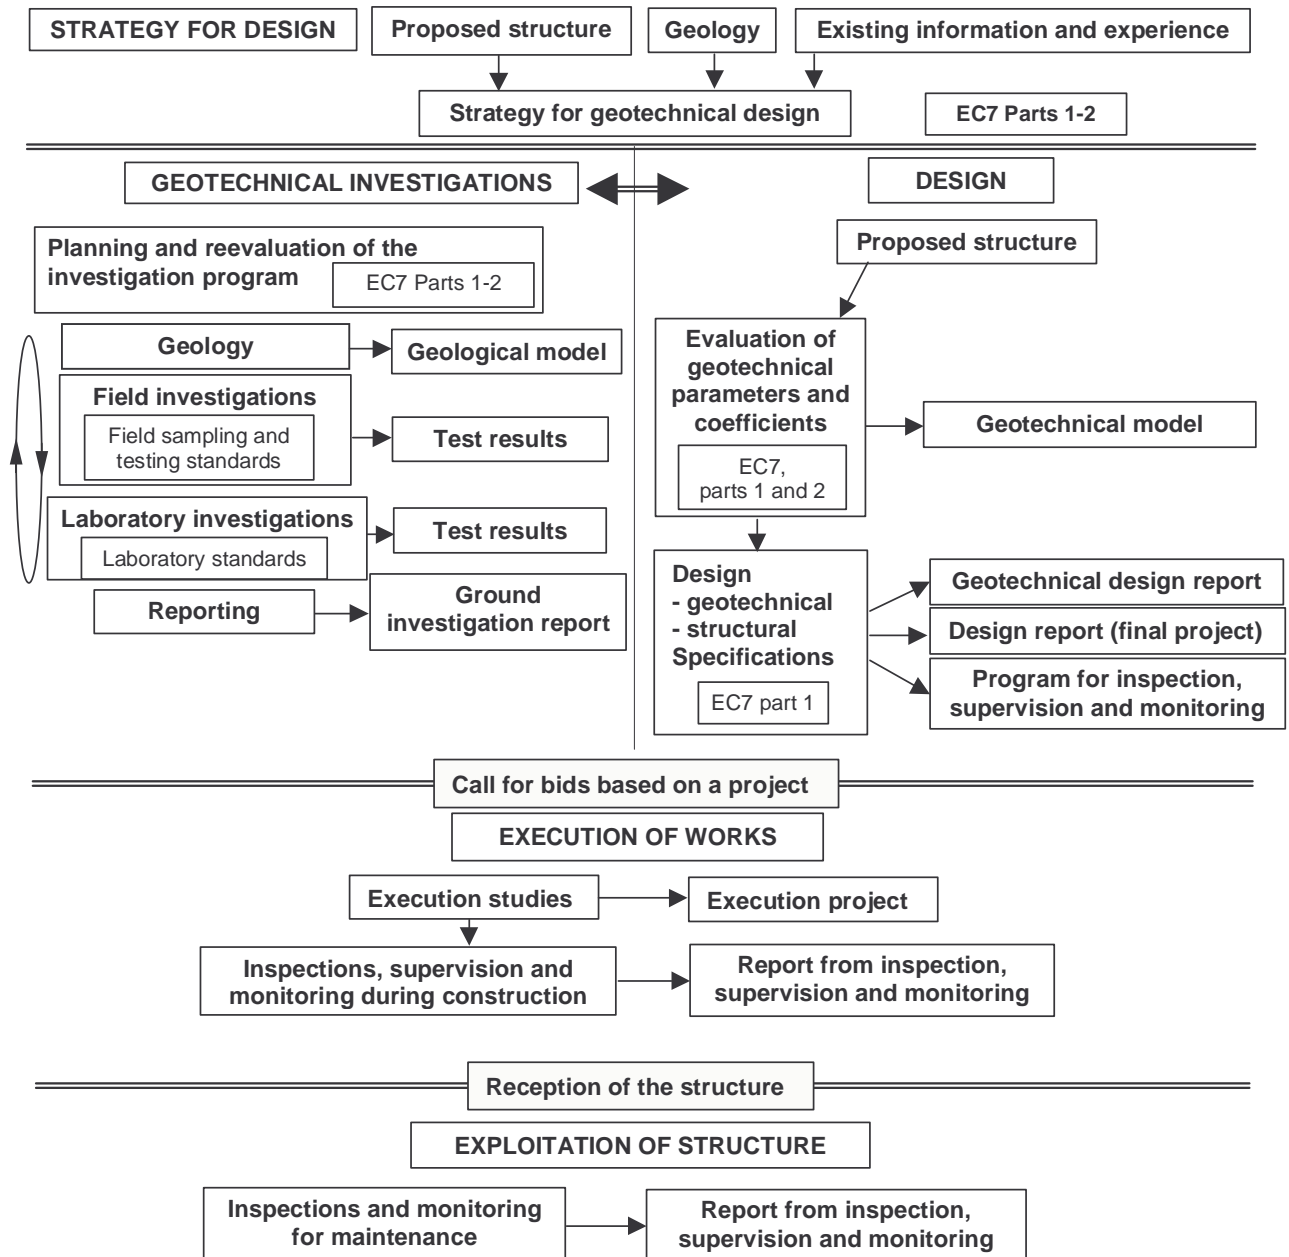 STRATEGY FOR DESIGN
Proposed structure
Geology
Existing information and experience
Strategy for geotechnical design
EC7 Parts 1-2
GEOTECHNICAL INVESTIGATIONS
DESIGN
Planning and reevaluation of the
investigation program
EC7 Parts 1-2
Geology
Geological model
Field investigations
Field sampling and
testing standards
Test results
Laboratory investigations
Laboratory standards
Test results
Reporting
Ground
investigation report
Proposed structure
Evaluation of
geotechnical
parameters and
coefficients
EC7,
parts 1 and 2
Geotechnical model
Design
- geotechnical
- structural
Specifications
EC7 part 1
Geotechnical design report
Design report (final project)
Program for inspection,
supervision and monitoring
Call for bids based on a project
EXECUTION OF WORKS
Execution studies
Execution project
Inspections, supervision and
monitoring during construction
Report from inspection,
supervision and monitoring
Reception of the structure
EXPLOITATION OF STRUCTURE
Inspections and monitoring
for maintenance
Report from inspection,
supervision and monitoring